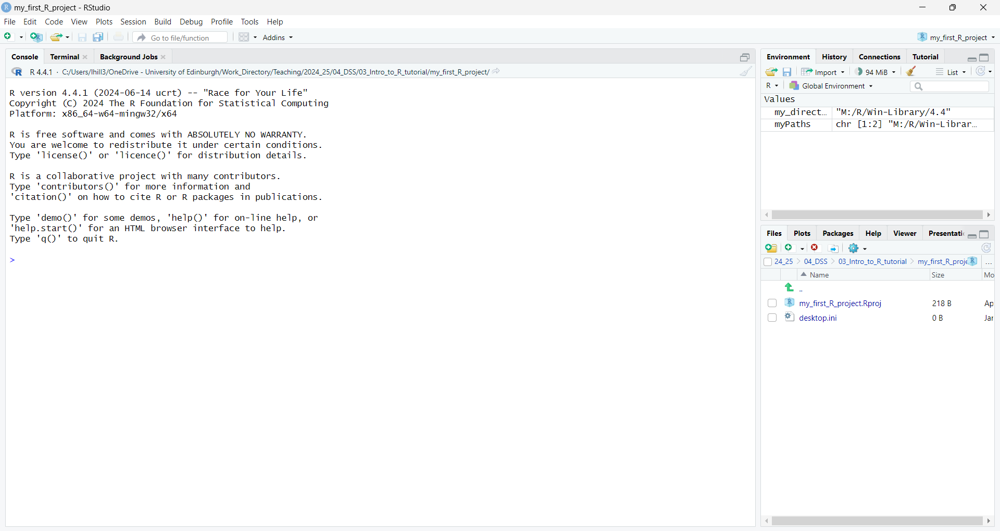 my_first_R_project - RStudio
File Edit Code View Plots Session Build Debug Profile Tools Help
Go to file/function Addins my_first_R_project
Console Terminal Background Jobs
R 4.4.1 · C:/Users/lhill3/OneDrive - University of Edinburgh/Work_Directory/Teaching/2024_25/04_DSS/03_Intro_to_R_tutorial/my_first_R_project/
R version 4.4.1 (2024-06-14 ucrt) -- "Race for Your Life"
Copyright (C) 2024 The R Foundation for Statistical Computing
Platform: x86_64-w64-mingw32/x64
R is free software and comes with ABSOLUTELY NO WARRANTY.
You are welcome to redistribute it under certain conditions.
Type 'license()' or 'licence()' for distribution details.
R is a collaborative project with many contributors.
Type 'contributors()' for more information and
'citation()' on how to cite R or R packages in publications.
Type 'demo()' for some demos, 'help()' for on-line help, or
'help.start()' for an HTML browser interface to help.
Type 'q()' to quit R.
>
Environment History Connections Tutorial
Import 94 MiB List
R Global Environment
Values
my_direct… "M:/R/Win-Library/4.4"
myPaths chr [1:2] "M:/R/Win-Librar…
Files Plots Packages Help Viewer Presentati
24_25 > 04_DSS > 03_Intro_to_R_tutorial > my_first_R_proje ...
Name Size Mo
..
my_first_R_project.Rproj 218 B Ap
desktop.ini 0 B Jar